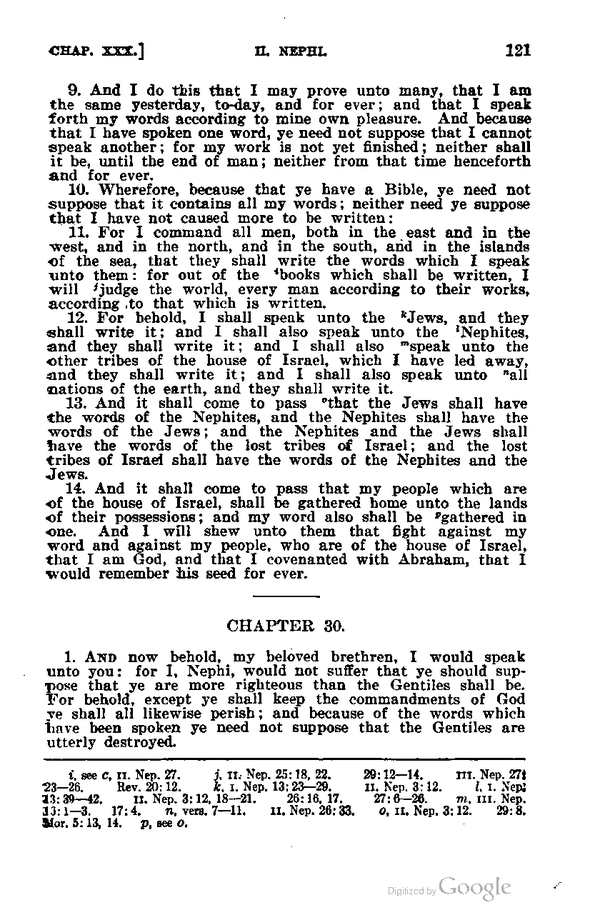 CHAP. XXX.] II. NEPHI. 121
9. And I do this that I may prove unto many, that I am
the same yesterday, to-day, and for ever; and that I speak
forth my words according to mine own pleasure. And because
that I have spoken one word, ye need not suppose that I cannot
speak another; for my work is not yet finished; neither shall
it be, until the end of man; neither from that time henceforth
and for ever.
10. Wherefore, because that ye have a Bible, ye need not
suppose that it contains all my words; neither need ye suppose
that I have not caused more to be written:
11. For I command all men, both in the east and in the
west, and in the north, and in the south, and in the islands
of the sea, that they shall write the words which I speak
unto them: for out of the ⁱbooks which shall be written, I
will ʲjudge the world, every man according to their works,
according to that which is written.
12. For behold, I shall speak unto the ᵏJews, and they
shall write it; and I shall also speak unto the ˡNephites,
and they shall write it; and I shall also ᵐspeak unto the
other tribes of the house of Israel, which I have led away,
and they shall write it; and I shall also speak unto ⁿall
nations of the earth, and they shall write it.
13. And it shall come to pass ᵒthat the Jews shall have
the words of the Nephites, and the Nephites shall have the
words of the Jews; and the Nephites and the Jews shall
have the words of the lost tribes of Israel; and the lost
tribes of Israel shall have the words of the Nephites and the
Jews.
14. And it shall come to pass that my people which are
of the house of Israel, shall be gathered home unto the lands
of their possessions; and my word also shall be ᵖgathered in
one. And I will shew unto them that fight against my
word and against my people, who are of the house of Israel,
that I am God, and that I covenanted with Abraham, that I
would remember his seed for ever.
CHAPTER 30.
1. AND now behold, my beloved brethren, I would speak
unto you: for I, Nephi, would not suffer that ye should sup-
pose that ye are more righteous than the Gentiles shall be.
For behold, except ye shall keep the commandments of God
ye shall all likewise perish; and because of the words which
have been spoken ye need not suppose that the Gentiles are
utterly destroyed.
i, see c, II. Nep. 27. j, II. Nep. 25:18, 22. 29:12—14. III. Nep. 27:
23—26. Rev. 20:12. k, I. Nep. 13:23—29. II. Nep. 3:12. l, I. Nep.
13:39—42. II. Nep. 3:12, 18—21. 26:16, 17. 27:6—26. m, III. Nep.
15:1—3. 17:4. n, vers. 7—11. II. Nep. 26:33. o, II. Nep. 3:12. 29:8.
Mor. 5:13, 14. p, see o.
Digitized by Google